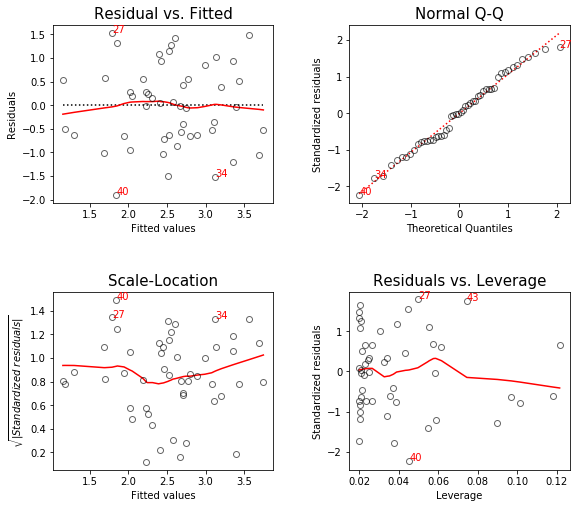 Residual vs. Fitted
27
40
34
1.5
1.0
0.5
0.0
−0.5
−1.0
−1.5
−2.0
Residuals
1.5 2.0 2.5 3.0 3.5
Fitted values
Normal Q-Q
27
34
40
2
1
0
−1
−2
Standardized residuals
−2 −1 0 1 2
Theoretical Quantiles
Scale-Location
40
27
34
1.4
1.2
1.0
0.8
0.6
0.4
0.2
√|Standardized residuals|
1.5 2.0 2.5 3.0 3.5
Fitted values
Residuals vs. Leverage
27
43
40
1
0
−1
−2
Standardized residuals
0.02 0.04 0.06 0.08 0.10 0.12
Leverage